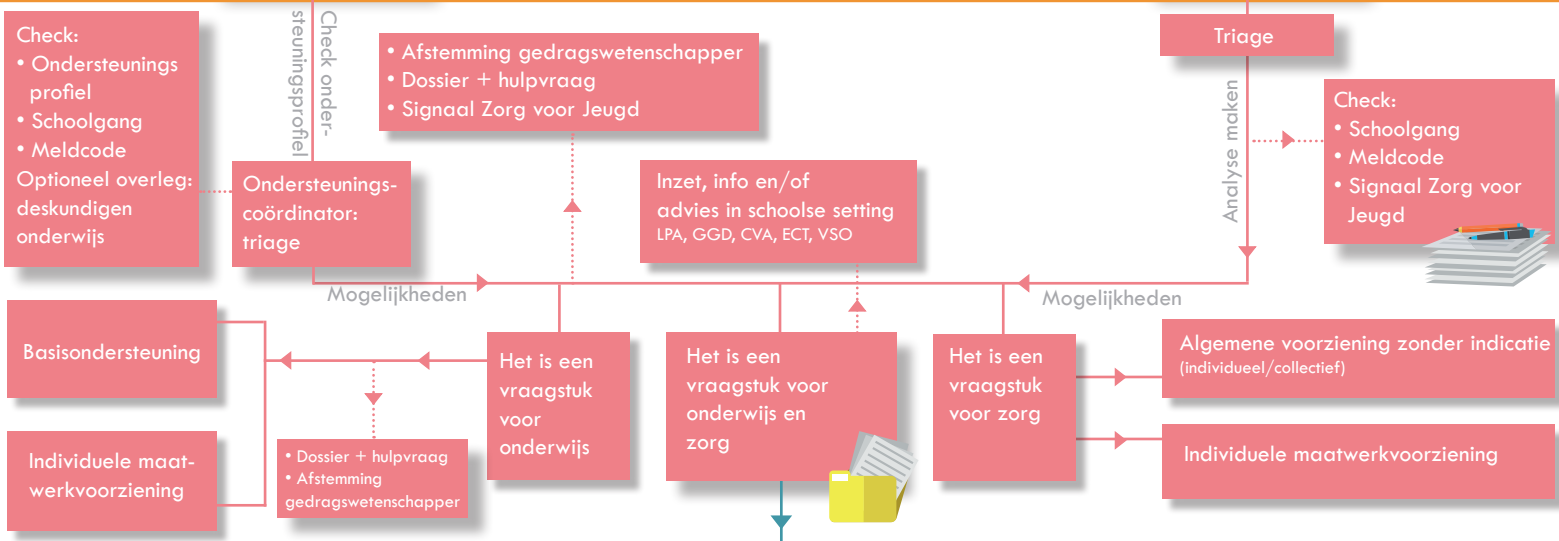 Check:
• Ondersteunings
profiel
• Schoolgang
• Meldcode
Optioneel overleg:
deskundigen
onderwijs
Check onder-
steuningsprofiel
Ondersteunings-
coördinator:
triage
• Afstemming gedragswetenschapper
• Dossier + hulpvraag
• Signaal Zorg voor Jeugd
Inzet, info en/of
advies in schoolse setting
LPA, GGD, CVA, ECT, VSO
Triage
Analyse maken
Check:
• Schoolgang
• Meldcode
• Signaal Zorg voor
Jeugd
Mogelijkheden
Mogelijkheden
Basisondersteuning
Individuele maat-
werkvoorziening
• Dossier + hulpvraag
• Afstemming
gedragswetenschapper
Het is een
vraagstuk
voor
onderwijs
Het is een
vraagstuk voor
onderwijs en
zorg
Het is een
vraagstuk
voor zorg
Algemene voorziening zonder indicatie
(individueel/collectief)
Individuele maatwerkvoorziening